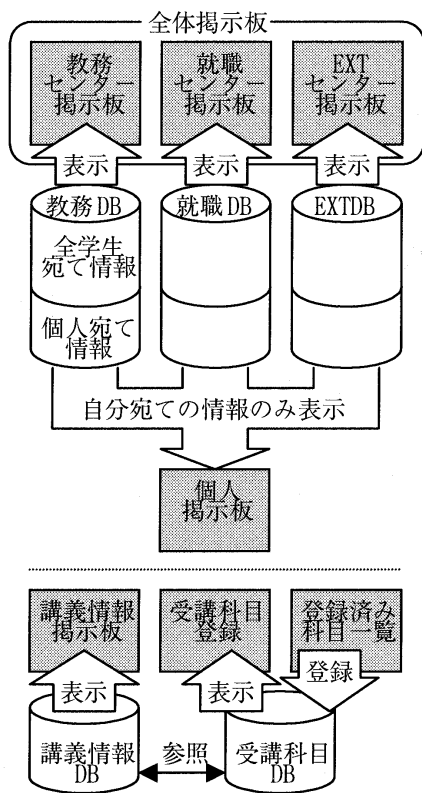 全体掲示板
教務
センター
掲示板
就職
センター
掲示板
EXT
センター
掲示板
表示
表示
表示
教務DB
就職DB
EXTDB
全学生
宛て情報
個人宛て
情報
自分宛ての情報のみ表示
個人
掲示板
講義情報
掲示板
受講科目
登録
登録済み
科目一覧
表示
表示
登録
講義情報
DB
参照
受講科目
DB